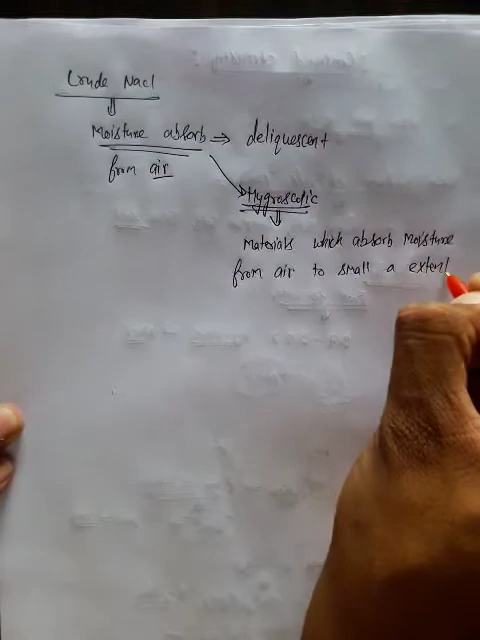 Crude Nacl
⇓
Moisture absorb ⇒ deliquescent
from air
Hygroscopic
⇓
Materials which absorb Moisture
from air to small a extent